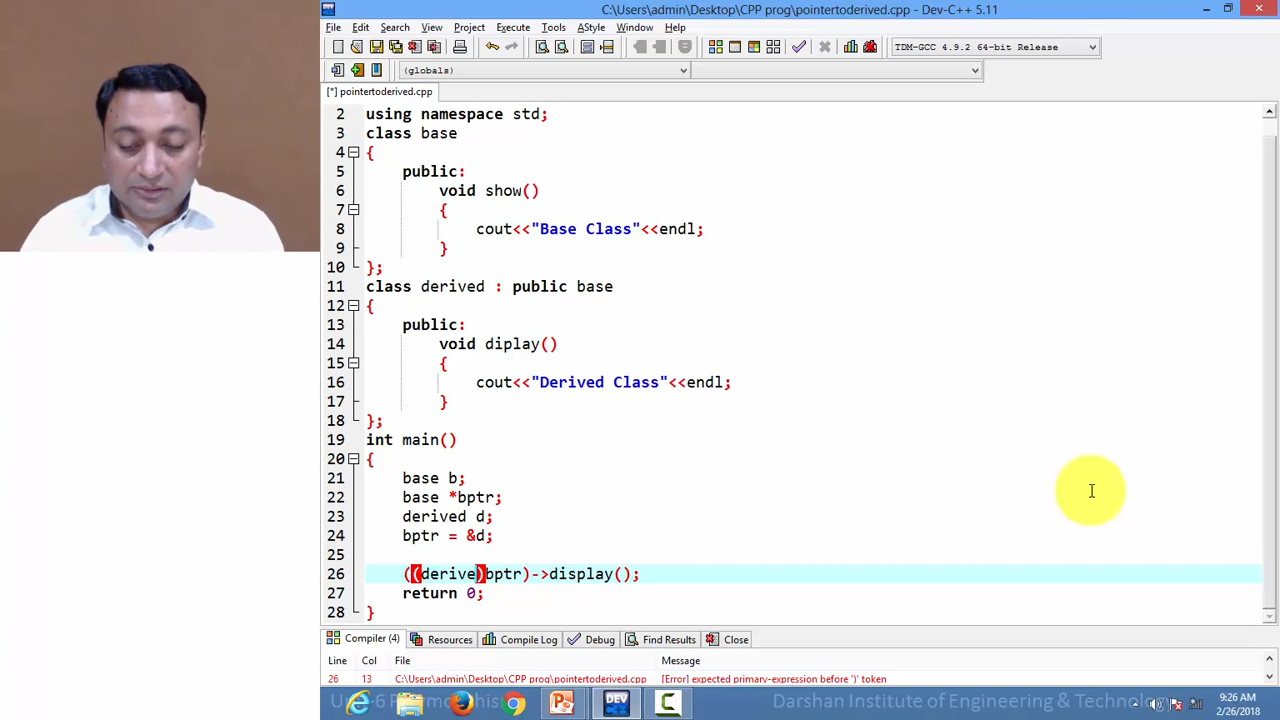 C:\Users\admin\Desktop\CPP prog\pointertoderived.cpp - Dev-C++ 5.11
File Edit Search View Project Execute Tools AStyle Window Help
TDM-GCC 4.9.2 64-bit Release
(globals)
[*] pointertoderived.cpp
2 using namespace std;
3 class base
4 {
5 public:
6 void show()
7 {
8 cout<<"Base Class"<<endl;
9 }
10 };
11 class derived : public base
12 {
13 public:
14 void diplay()
15 {
16 cout<<"Derived Class"<<endl;
17 }
18 };
19 int main()
20 {
21 base b;
22 base *bptr;
23 derived d;
24 bptr = &d;
25
26 ((derive)bptr)->display();
27 return 0;
28 }
Compiler (4) Resources Compile Log Debug Find Results Close
Line Col File Message
26 13 C:\Users\admin\Desktop\CPP prog\pointertoderived.cpp [Error] expected primary-expression before ')' token
DEV
Darshan Institute of Engineering &
9:26 AM
2/26/2018